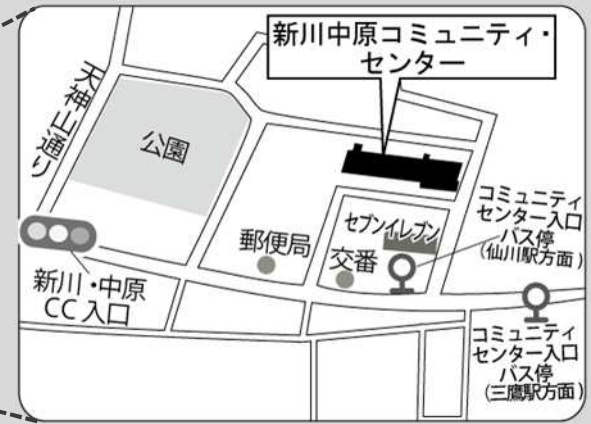 新川中原コミュニティ・
センター
天神山通り
公園
コミュニティ
センター入口
バス停
(仙川駅方面)
セブンイレブン
郵便局
交番
新川・中原
CC入口
コミュニティ
センター入口
バス停
(三鷹駅方面)